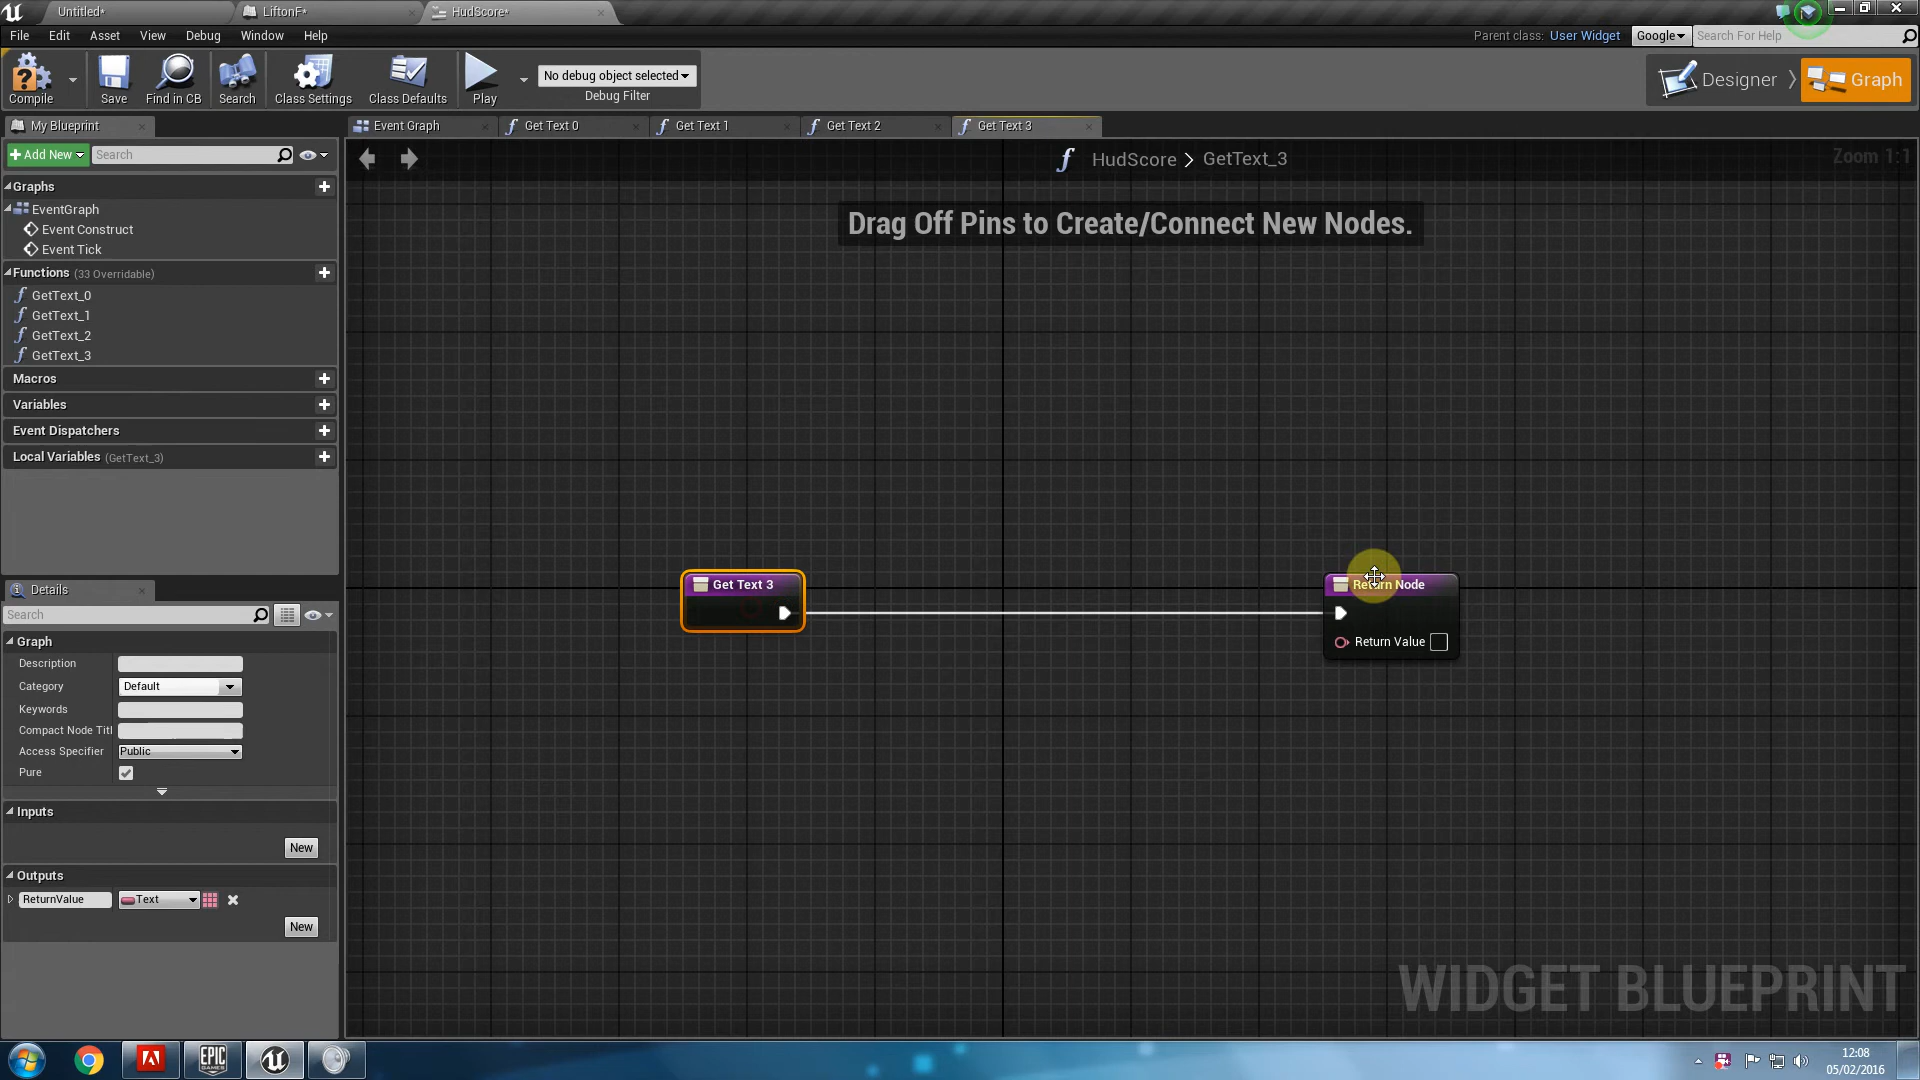 Untitled*
LiftonF*
HudScore*
File Edit Asset View Debug Window Help
Parent class: User Widget Google Search For Help
Compile Save Find in CB Search Class Settings Class Defaults Play
No debug object selected
Debug Filter
Designer Graph
My Blueprint
Event Graph Get Text 0 Get Text 1 Get Text 2 Get Text 3
Add New Search
HudScore > GetText_3
Zoom 1:1
Graphs
EventGraph
Event Construct
Event Tick
Drag Off Pins to Create/Connect New Nodes.
Functions (33 Overridable)
GetText_0
GetText_1
GetText_2
GetText_3
Macros
Variables
Event Dispatchers
Local Variables (GetText_3)
Get Text 3
Return Node
Return Value
Details
Search
Graph
Description
Category Default
Keywords
Compact Node Titl
Access Specifier Public
Pure
Inputs
New
Outputs
ReturnValue Text
New
WIDGET BLUEPRINT
EPIC
GAMES
12:08
05/02/2016